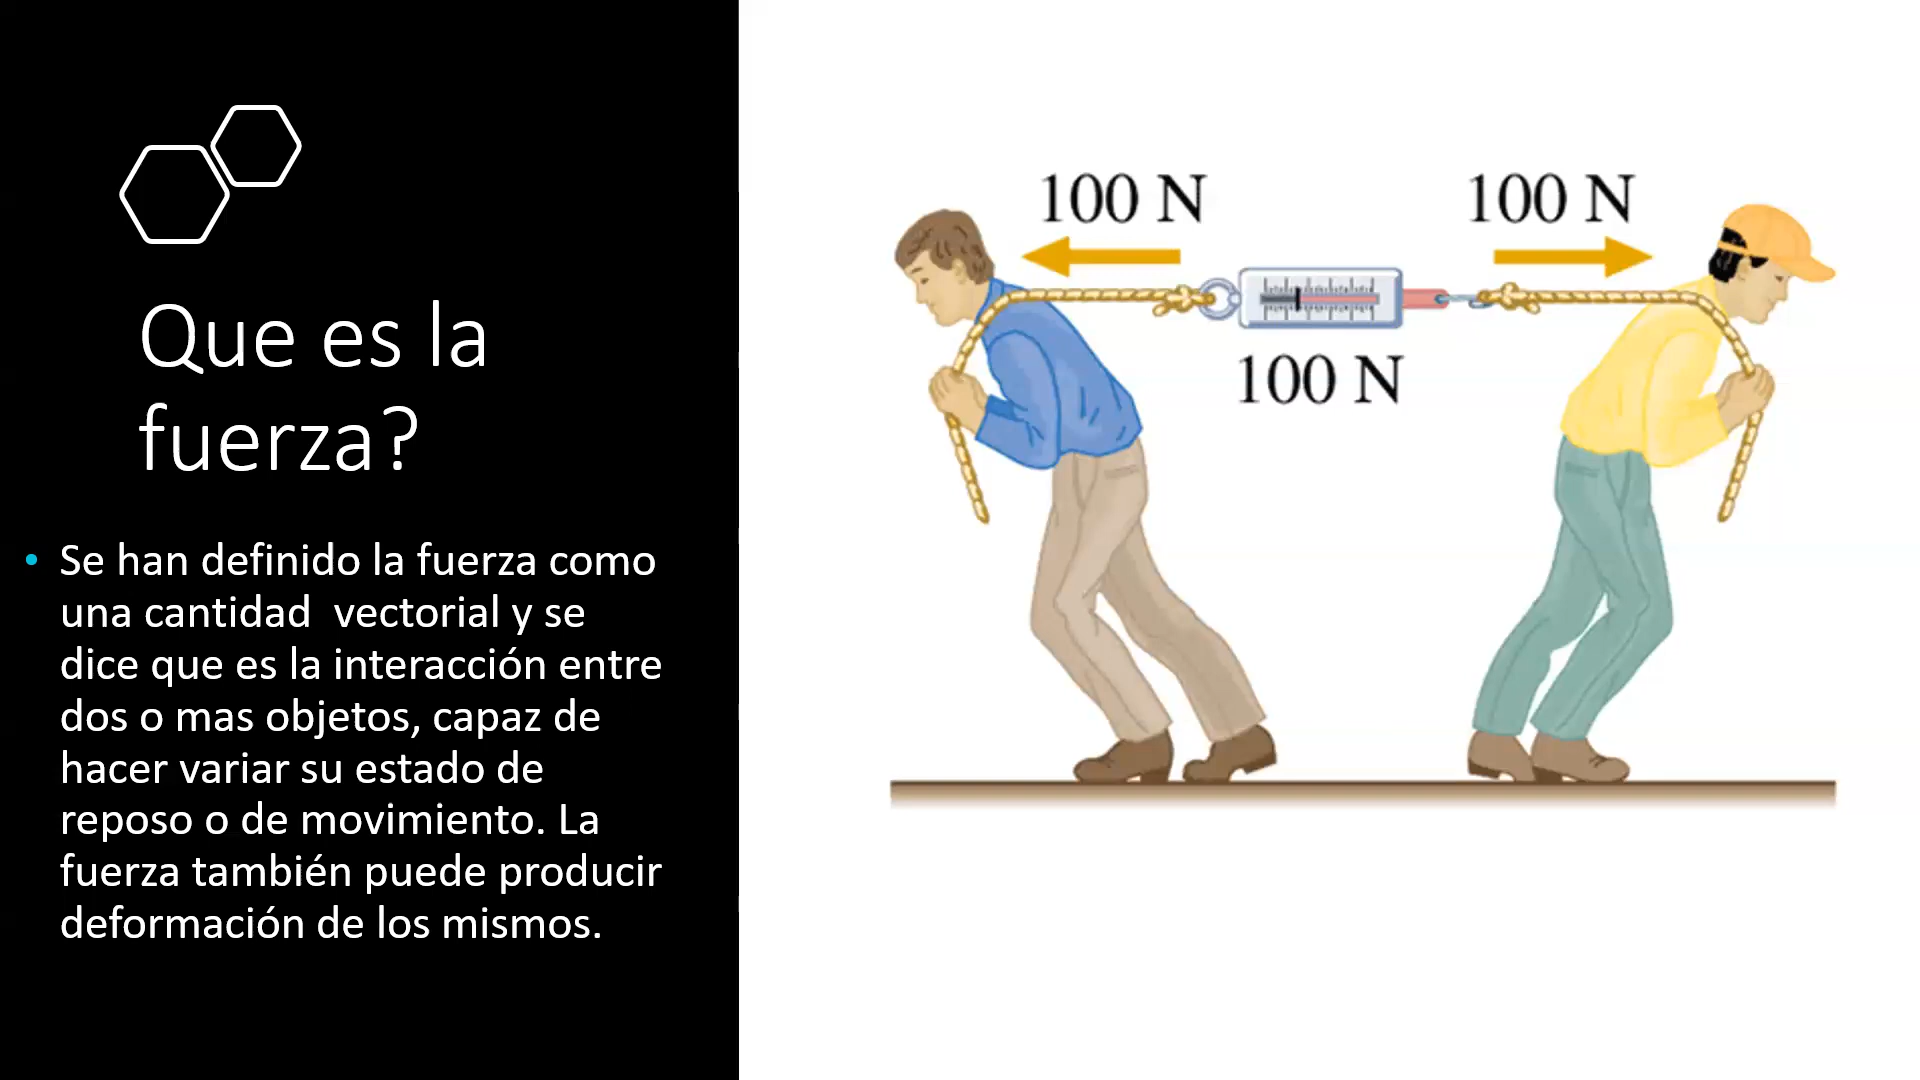 Que es la
fuerza?
• Se han definido la fuerza como
una cantidad  vectorial y se
dice que es la interacción entre
dos o mas objetos, capaz de
hacer variar su estado de
reposo o de movimiento. La
fuerza también puede producir
deformación de los mismos.
100 N
100 N
100 N